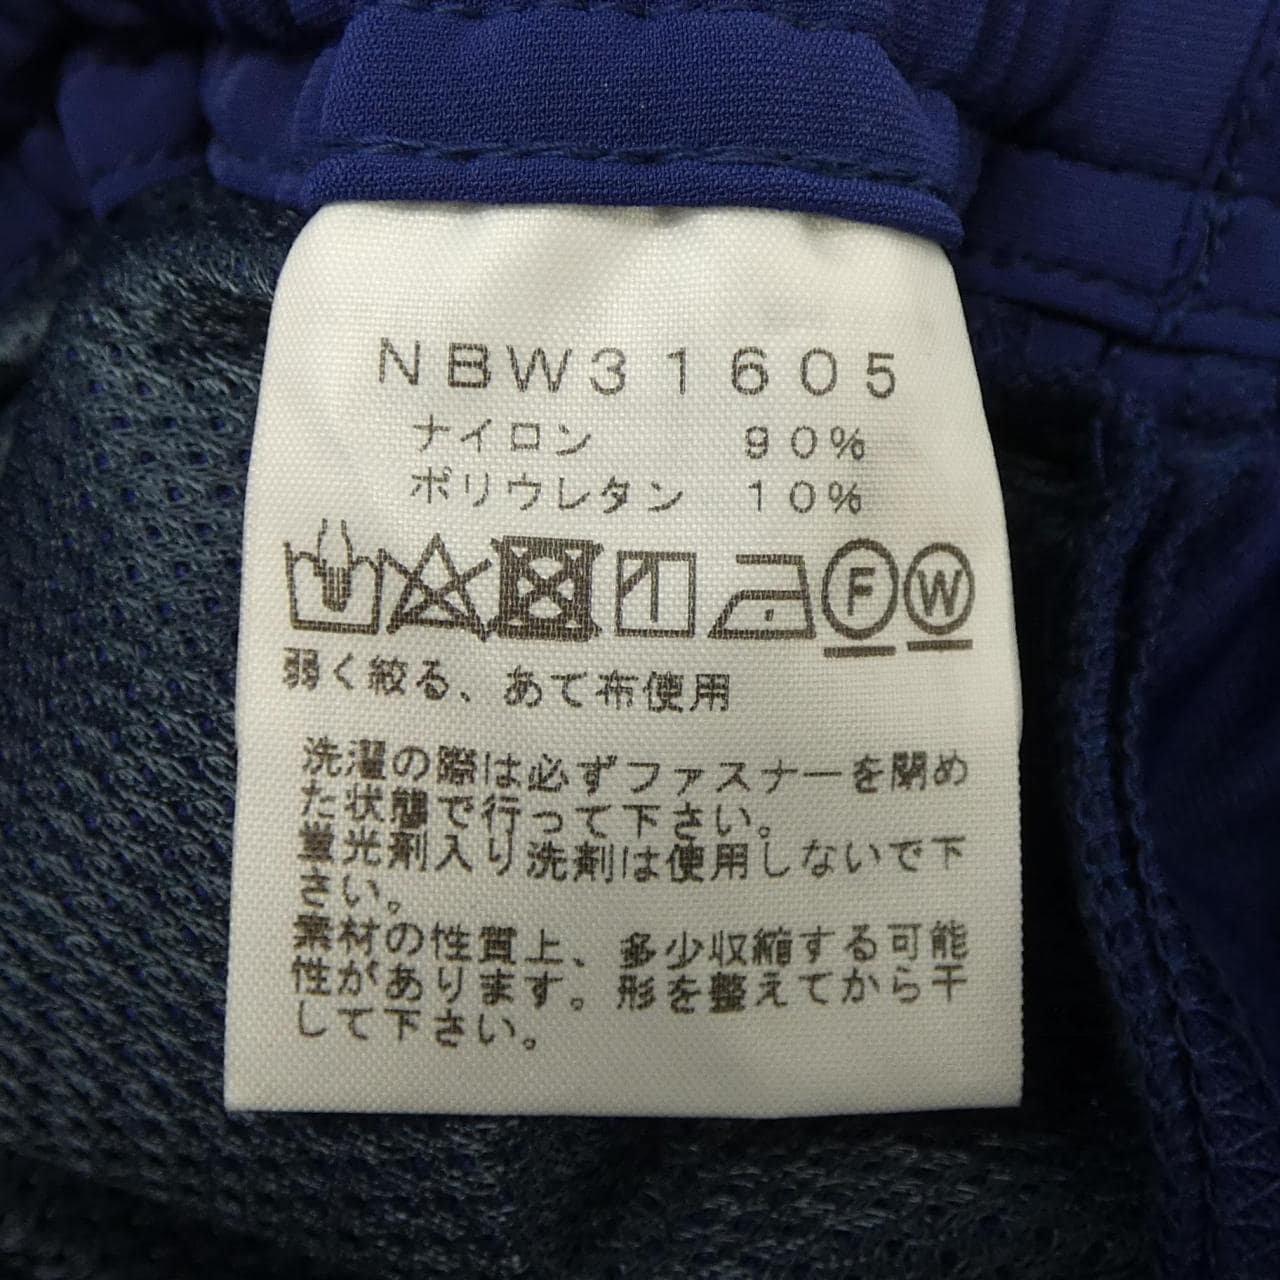 NBW31605
ナイロン 90%
ポリウレタン 10%
F W
弱く絞る、あて布使用
洗濯の際は必ずファスナーを閉め
た状態で行って下さい。
蛍光剤入り洗剤は使用しないで下
さい。
素材の性質上、多少収縮する可能
性があります。形を整えてから干
して下さい。